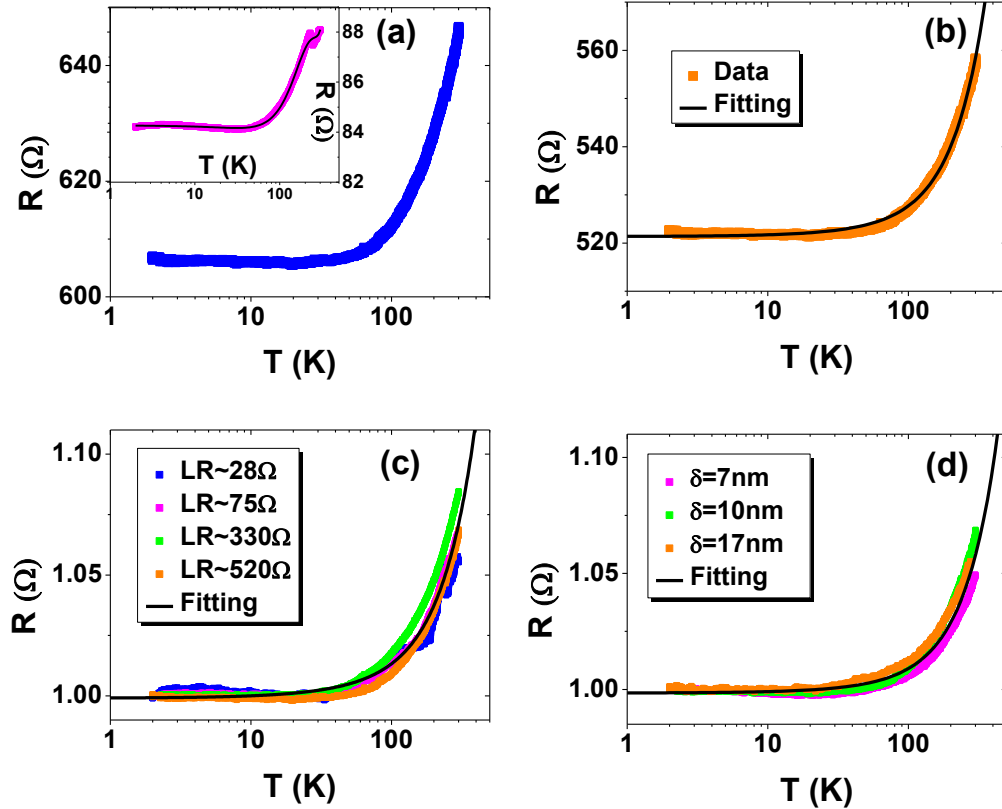 (a)
R (Ω)
640
620
600
1
10
100
T (K)
88
86
84
82
R (Ω)
T (K)
1
10
100
(b)
Data
Fitting
R (Ω)
560
540
520
1
10
100
T (K)
(c)
LR~28Ω
LR~75Ω
LR~330Ω
LR~520Ω
Fitting
R (Ω)
1.10
1.05
1.00
1
10
100
T (K)
(d)
δ=7nm
δ=10nm
δ=17nm
Fitting
R (Ω)
1.10
1.05
1.00
1
10
100
T (K)